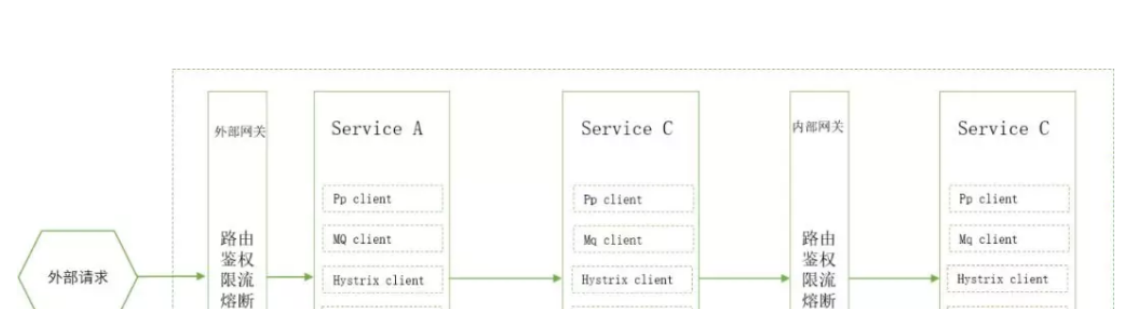 外部请求
外部网关
路由
鉴权
限流
熔断
Service A
Pp client
MQ client
Hystrix client
Service C
Pp client
Mq client
Hystrix client
内部网关
路由
鉴权
限流
熔断
Service C
Pp client
Mq client
Hystrix client